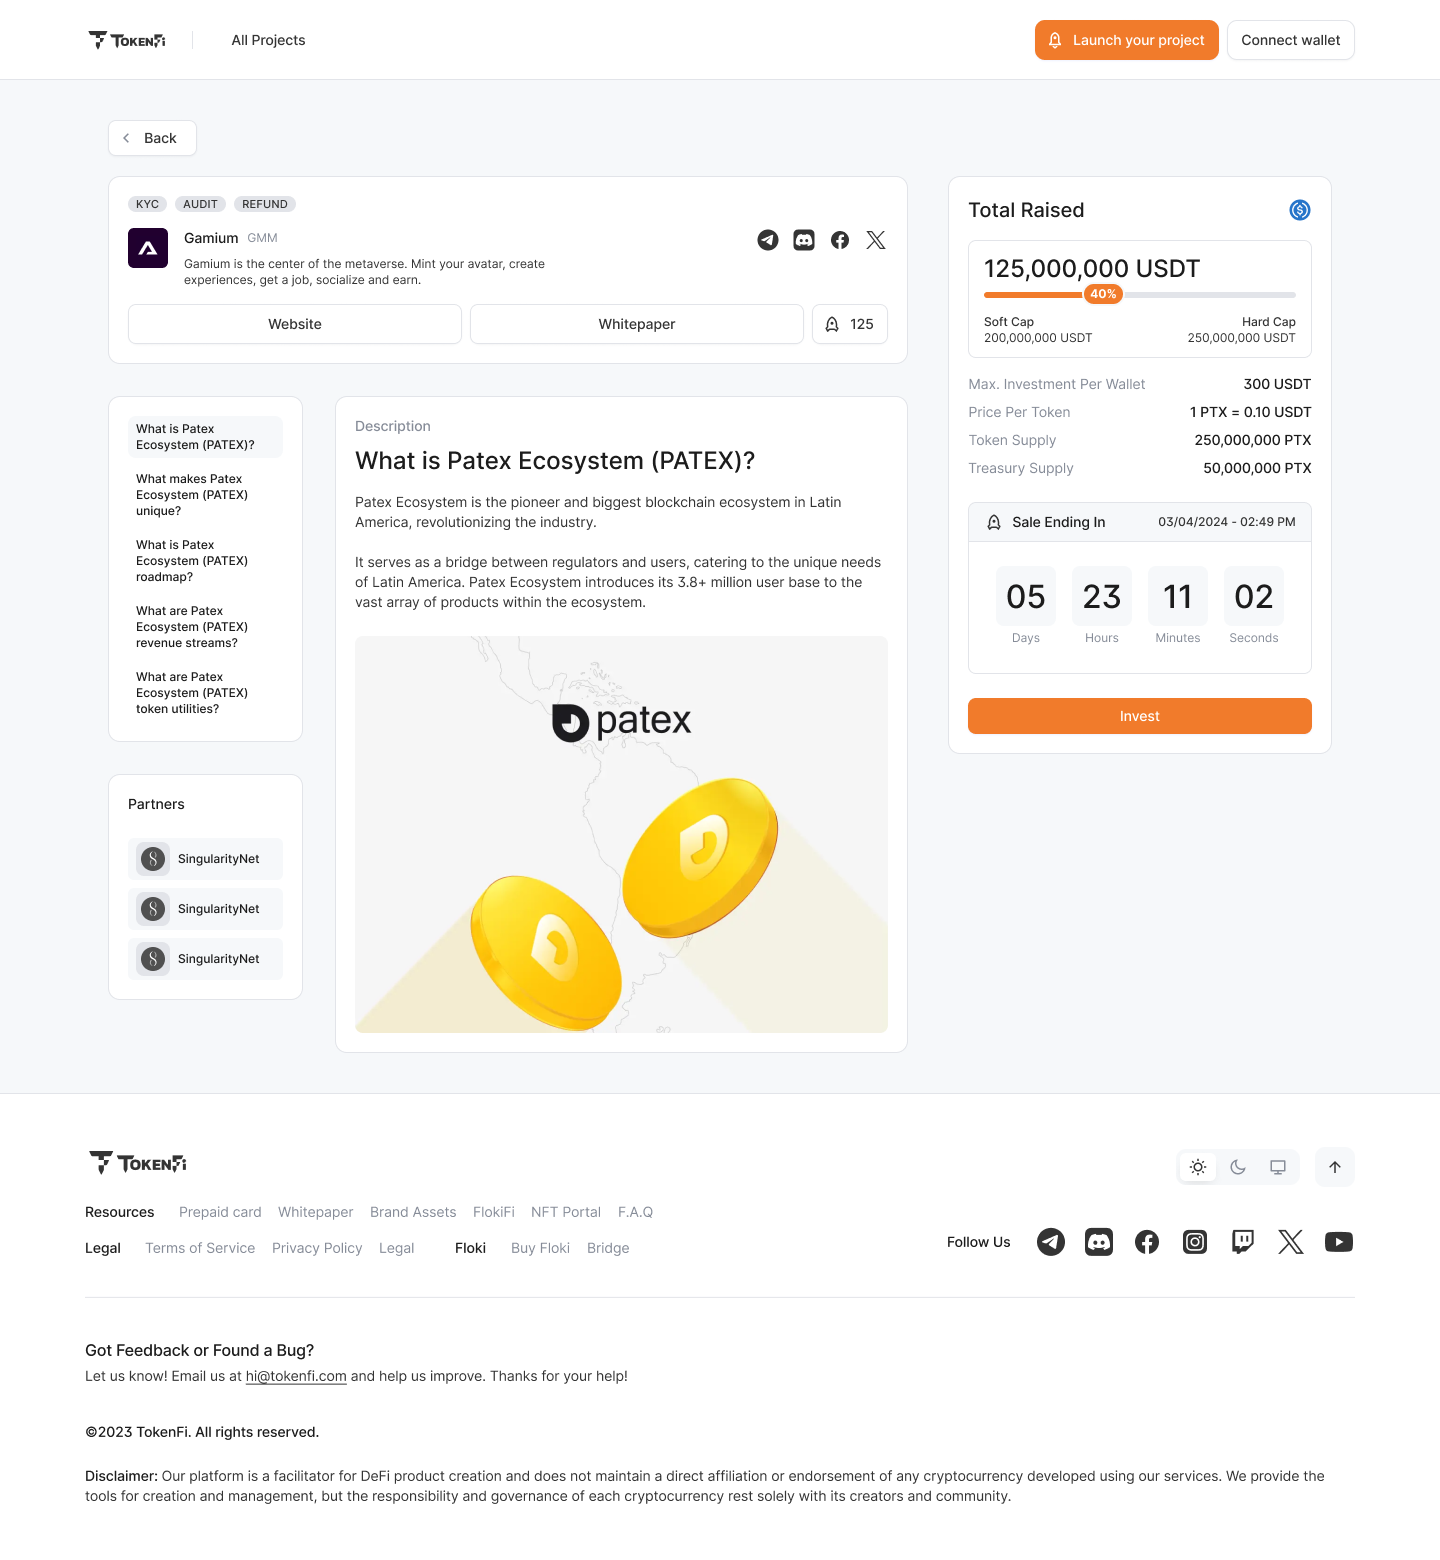 TOKENFI
All Projects
Launch your project
Connect wallet
Back
KYC
AUDIT
REFUND
Gamium GMM
Gamium is the center of the metaverse. Mint your avatar, create
experiences, get a job, socialize and earn.
Website
Whitepaper
125
What is Patex
Ecosystem (PATEX)?
What makes Patex
Ecosystem (PATEX)
unique?
What is Patex
Ecosystem (PATEX)
roadmap?
What are Patex
Ecosystem (PATEX)
revenue streams?
What are Patex
Ecosystem (PATEX)
token utilities?
Partners
SingularityNet
SingularityNet
SingularityNet
Description
What is Patex Ecosystem (PATEX)?
Patex Ecosystem is the pioneer and biggest blockchain ecosystem in Latin
America, revolutionizing the industry.
It serves as a bridge between regulators and users, catering to the unique needs
of Latin America. Patex Ecosystem introduces its 3.8+ million user base to the
vast array of products within the ecosystem.
patex
Total Raised
125,000,000 USDT
40%
Soft Cap
200,000,000 USDT
Hard Cap
250,000,000 USDT
Max. Investment Per Wallet 300 USDT
Price Per Token 1 PTX = 0.10 USDT
Token Supply 250,000,000 PTX
Treasury Supply 50,000,000 PTX
Sale Ending In 03/04/2024 - 02:49 PM
05 23 11 02
Days Hours Minutes Seconds
Invest
TOKENFI
Resources Prepaid card Whitepaper Brand Assets FlokiFi NFT Portal F.A.Q
Legal Terms of Service Privacy Policy Legal Floki Buy Floki Bridge
Follow Us
Got Feedback or Found a Bug?
Let us know! Email us at hi@tokenfi.com and help us improve. Thanks for your help!
©2023 TokenFi. All rights reserved.
Disclaimer: Our platform is a facilitator for DeFi product creation and does not maintain a direct affiliation or endorsement of any cryptocurrency developed using our services. We provide the
tools for creation and management, but the responsibility and governance of each cryptocurrency rest solely with its creators and community.